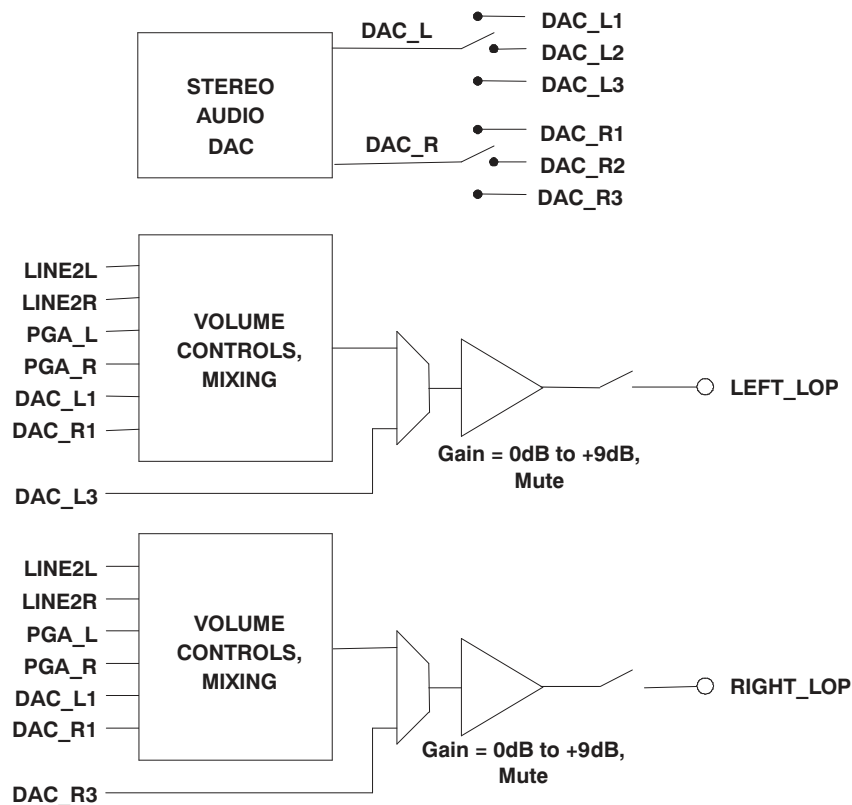 STEREO
AUDIO
DAC
DAC_L
DAC_L1
DAC_L2
DAC_L3
DAC_R
DAC_R1
DAC_R2
DAC_R3
LINE2L
LINE2R
PGA_L
PGA_R
DAC_L1
DAC_R1
DAC_L3
VOLUME
CONTROLS,
MIXING
Gain = 0dB to +9dB,
Mute
LEFT_LOP
LINE2L
LINE2R
PGA_L
PGA_R
DAC_L1
DAC_R1
DAC_R3
VOLUME
CONTROLS,
MIXING
Gain = 0dB to +9dB,
Mute
RIGHT_LOP